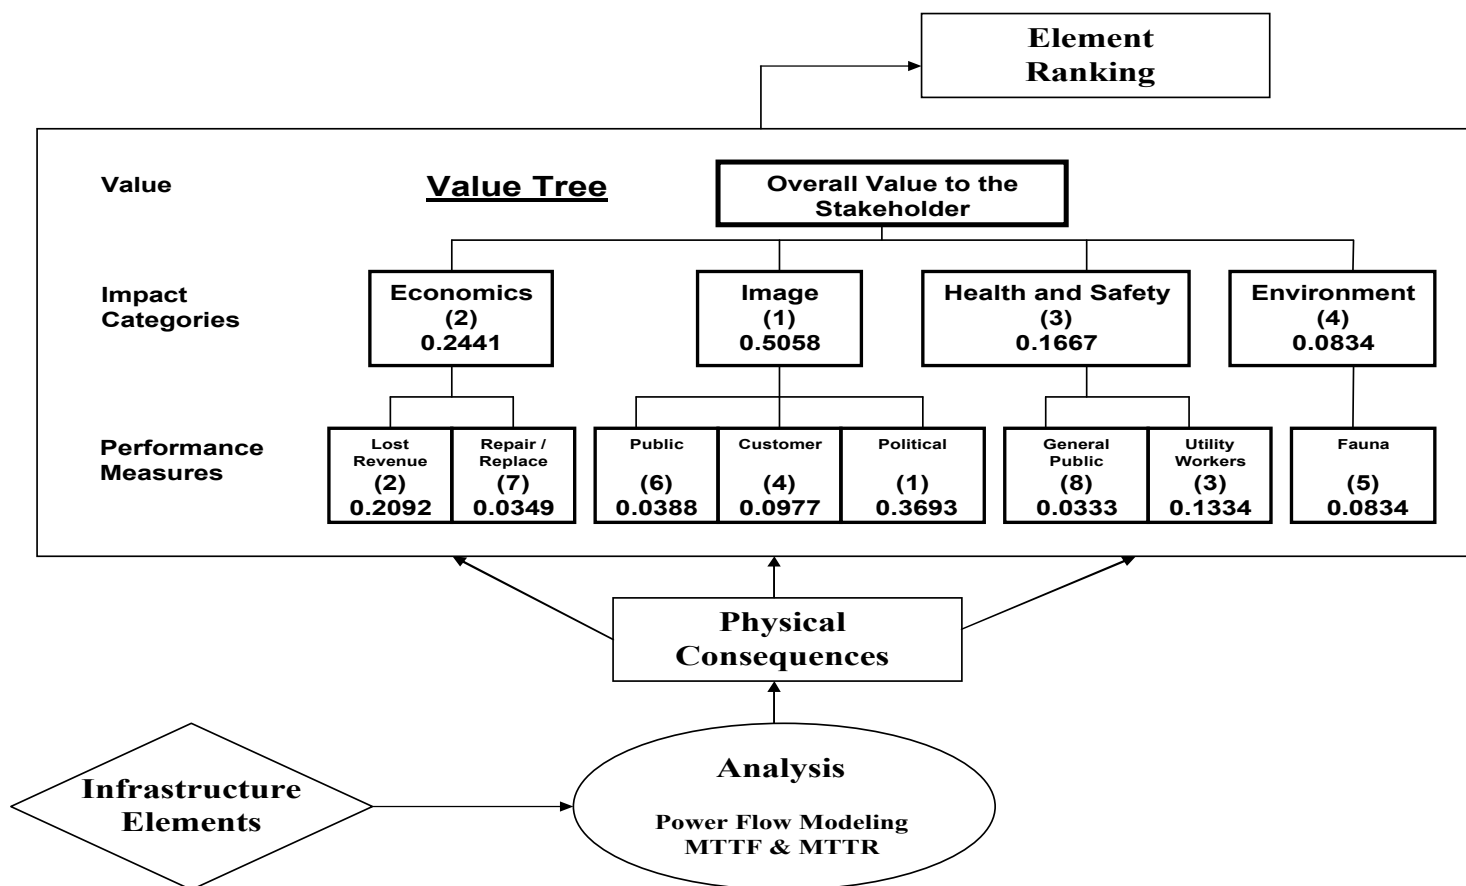 Element
Ranking
Value
Value Tree
Overall Value to the
Stakeholder
Impact
Categories
Economics
(2)
0.2441
Image
(1)
0.5058
Health and Safety
(3)
0.1667
Environment
(4)
0.0834
Performance
Measures
Lost
Revenue
(2)
0.2092
Repair /
Replace
(7)
0.0349
Public
(6)
0.0388
Customer
(4)
0.0977
Political
(1)
0.3693
General
Public
(8)
0.0333
Utility
Workers
(3)
0.1334
Fauna
(5)
0.0834
Physical
Consequences
Infrastructure
Elements
Analysis
Power Flow Modeling
MTTF & MTTR